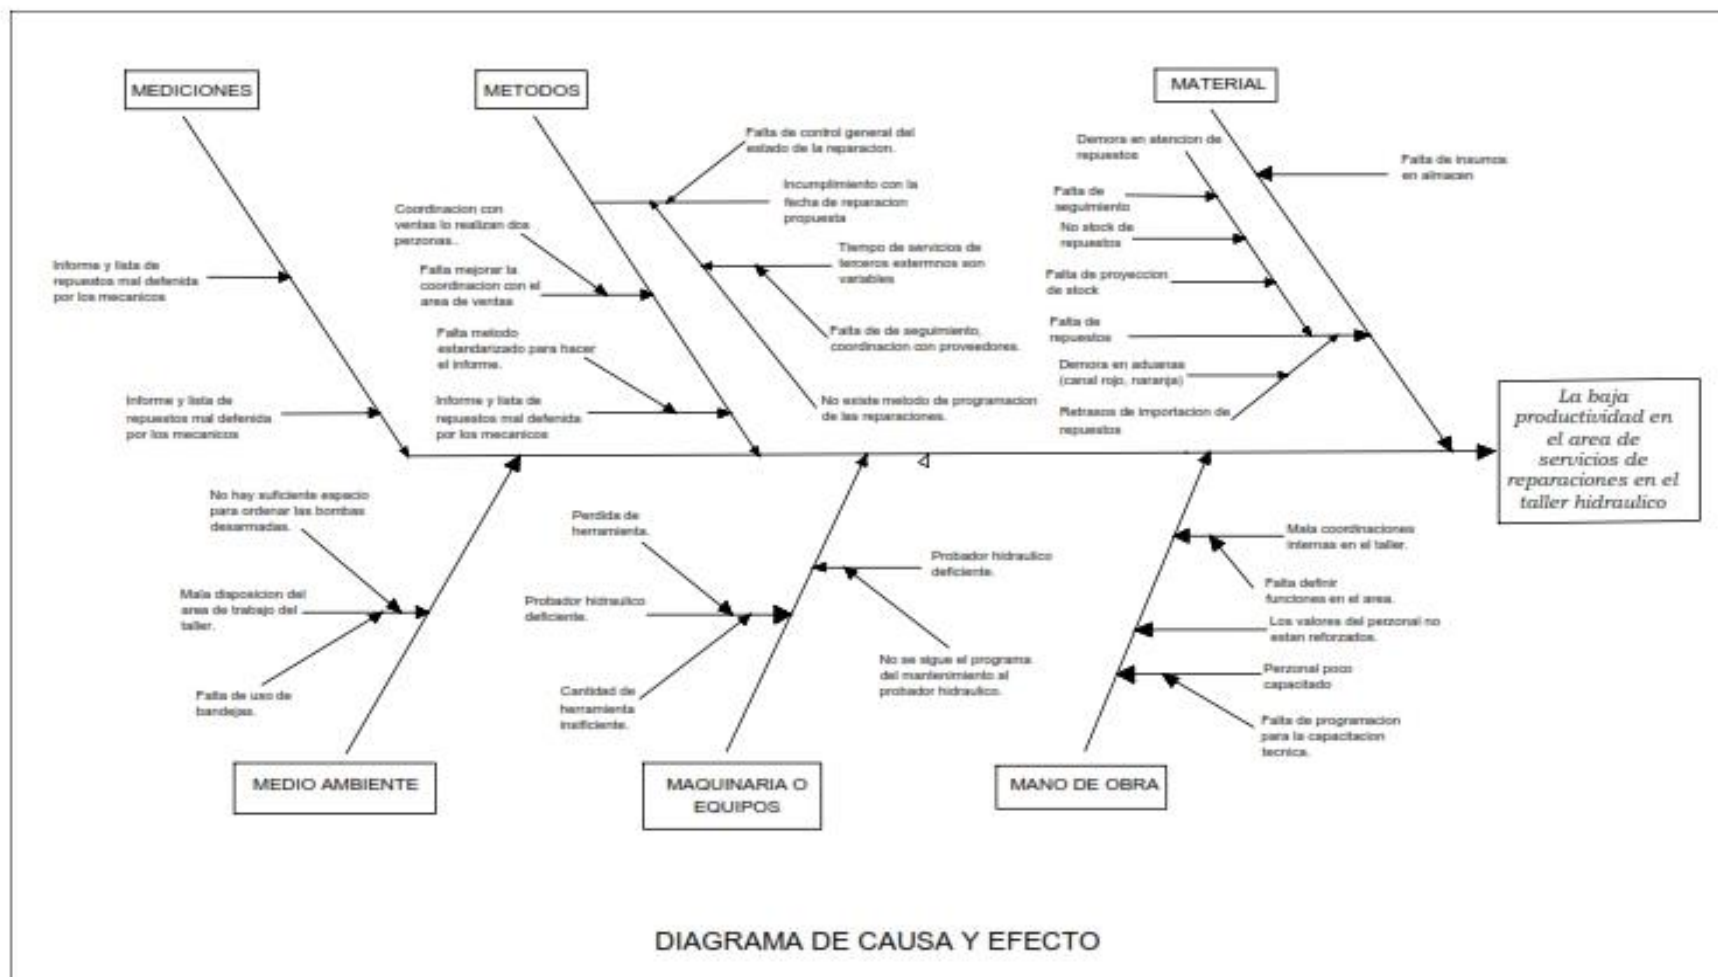 MEDICIONES
METODOS
MATERIAL
Falta de control general del
estado de la reparacion.
Demora en atencion de
repuestos
Falta de insumos
en almacen
Incumplimiento con la
fecha de reparacion
propuesta
Falta de
seguimiento
Coordinacion con
ventas lo realizan dos
perzonas..
No stock de
repuestos
Tiempo de servicios de
terceros extermnos son
variables
Informe y lista de
repuestos mal defenida
por los mecanicos
Falta mejorar la
coordinacion con el
area de ventas
Falta de proyeccion
de stock
Falta metodo
estandarizado para hacer
el informe.
Falta de de seguimiento,
coordinacion con proveedores.
Falta de
repuestos
Demora en aduanas
(canal rojo, naranja)
Informe y lista de
repuestos mal defenida
por los mecanicos
Informe y lista de
repuestos mal defenida
por los mecanicos
No existe metodo de programacion
de las reparaciones.
Retrasos de importacion de
repuestos
La baja
productividad en
el area de
servicios de
reparaciones en el
taller hidraulico
No hay suficiente espacio
para ordenar las bombas
desarmadas.
Perdida de
herramienta.
Probador hidraulico
deficiente.
Mala coordinaciones
internas en el taller.
Mala disposicion del
area de trabajo del
taller.
Probador hidraulico
deficiente.
Falta definir
funciones en el area.
Los valores del perzonal no
estan reforzados.
No se sigue el programa
del mantenimiento al
probador hidraulico.
Perzonal poco
capacitado
Falta de uso de
bandejas.
Cantidad de
herramienta
insificiente.
Falta de programacion
para la capacitacion
tecnica.
MEDIO AMBIENTE
MAQUINARIA O
EQUIPOS
MANO DE OBRA
DIAGRAMA DE CAUSA Y EFECTO